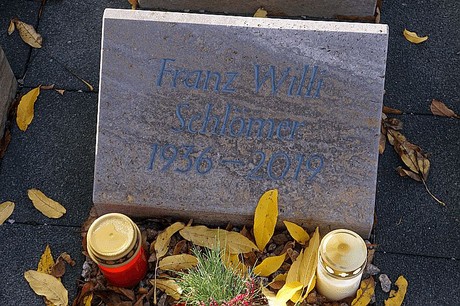 Franz Willi
Schlömer
1936 – 2019